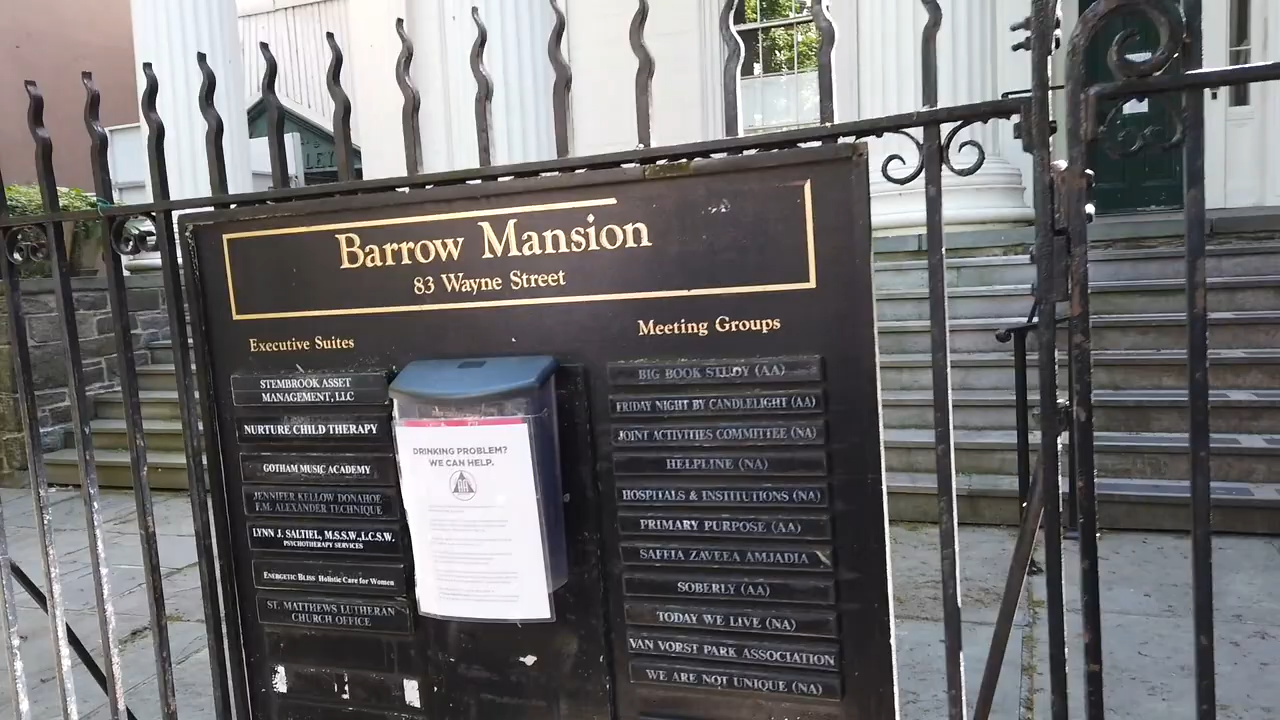 LEY
Barrow Mansion
83 Wayne Street
Executive Suites
STEMBROOK ASSET
MANAGEMENT, LLC
NURTURE CHILD THERAPY
GOTHAM MUSIC ACADEMY
JENNIFER KELLOW DONAHOE
F.M. ALEXANDER TECHNIQUE
LYNN J. SALTIEL, M.S.S.W.,L.C.S.W.
PSYCHOTHERAPY SERVICES
ENERGETIC BLISS Holistic Care for Women
ST. MATTHEWS LUTHERAN
CHURCH OFFICE
DRINKING PROBLEM?
WE CAN HELP.
Meeting Groups
BIG BOOK STUDY (AA)
FRIDAY NIGHT BY CANDLELIGHT (AA)
JOINT ACTIVITIES COMMITTEE (NA)
HELPLINE (NA)
HOSPITALS & INSTITUTIONS (NA)
PRIMARY PURPOSE (AA)
SAFFIA ZAVEEA AMJADIA
SOBERLY (AA)
TODAY WE LIVE (NA)
VAN VORST PARK ASSOCIATION
WE ARE NOT UNIQUE (NA)